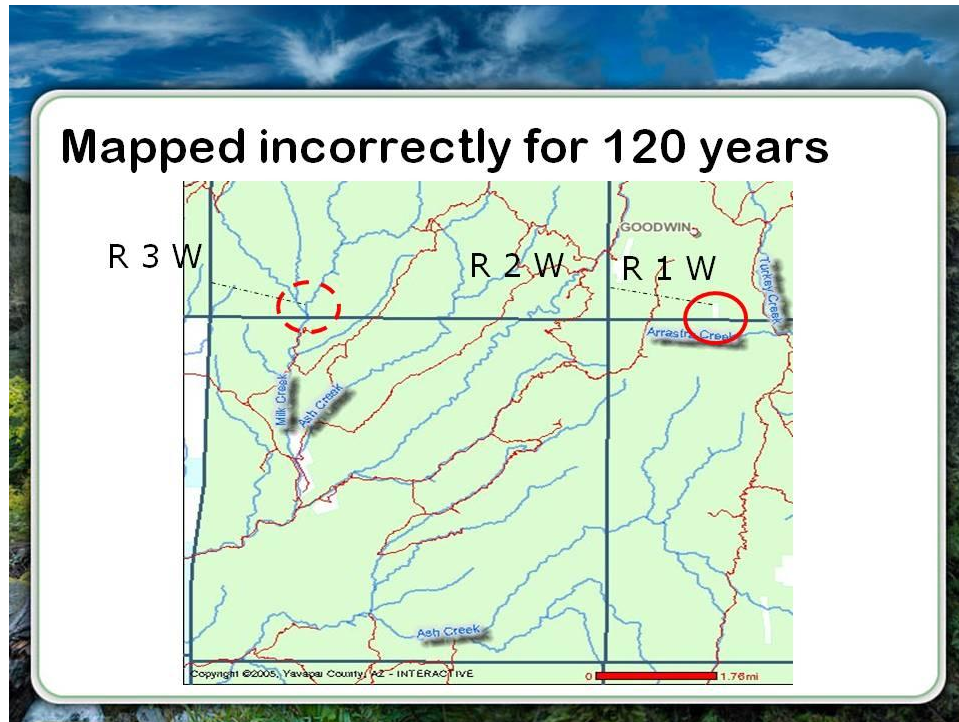 Mapped incorrectly for 120 years
GOODWIN
R 3 W
R 2 W
R 1 W
Turkey Creek
Arrastra Creek
Milk Creek
Ash Creek
Ash Creek
Copyright ©2005, Yavapai County, AZ - INTERACTIVE
0 1.76mi